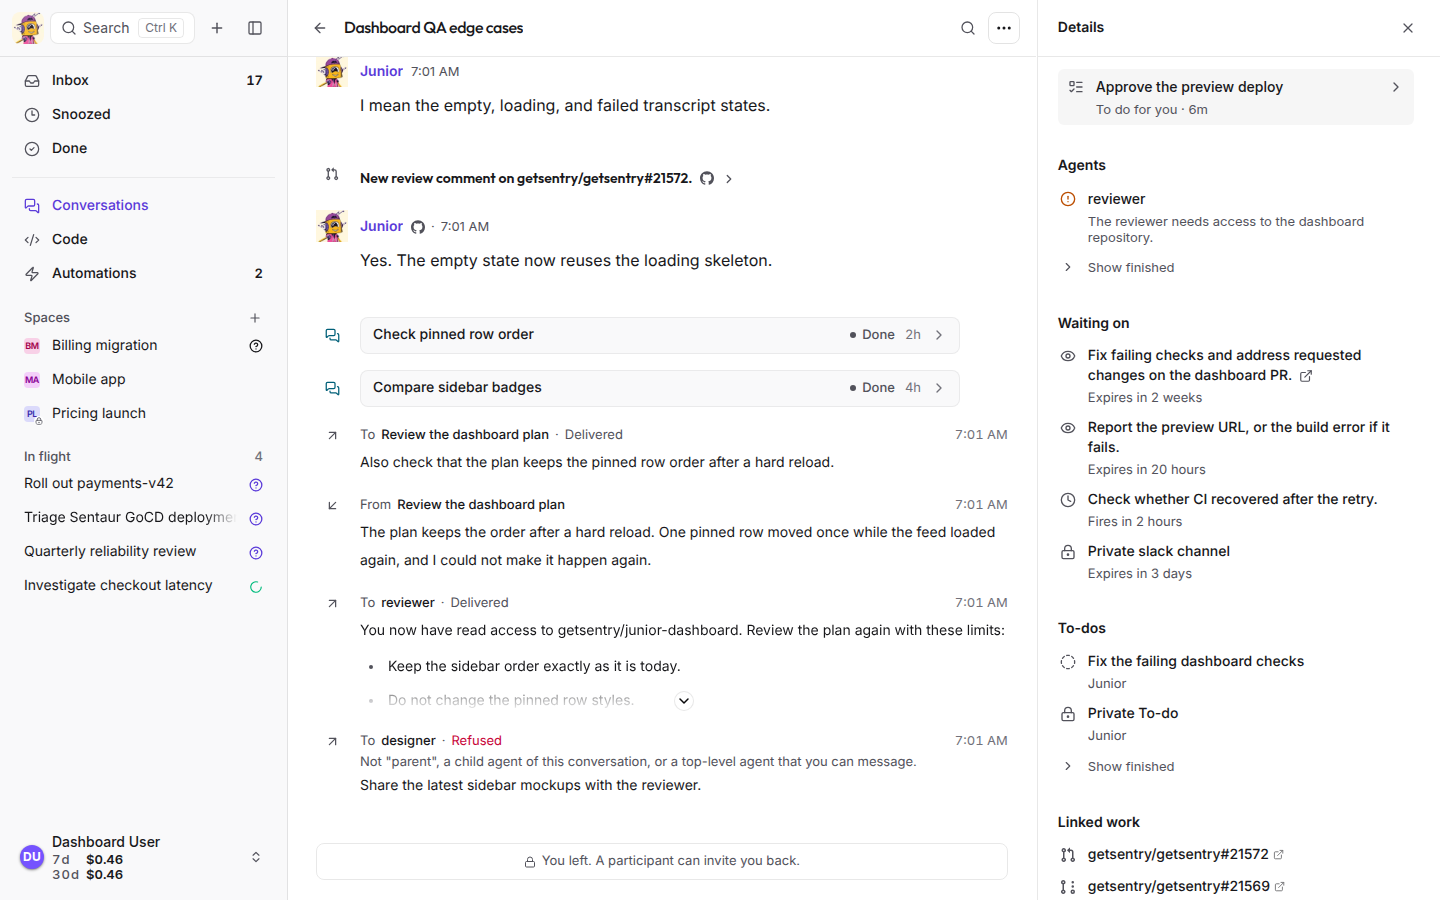 Search Ctrl K
Inbox 17
Snoozed
Done
Conversations
Code
Automations 2
Spaces
BM Billing migration
MA Mobile app
PL Pricing launch
In flight 4
Roll out payments-v42
Triage Sentaur GoCD deployme
Quarterly reliability review
Investigate checkout latency
DU Dashboard User
7d $0.46
30d $0.46
Dashboard QA edge cases
Junior 7:01 AM
I mean the empty, loading, and failed transcript states.
New review comment on getsentry/getsentry#21572.
Junior · 7:01 AM
Yes. The empty state now reuses the loading skeleton.
Check pinned row order Done 2h
Compare sidebar badges Done 4h
To Review the dashboard plan · Delivered 7:01 AM
Also check that the plan keeps the pinned row order after a hard reload.
From Review the dashboard plan 7:01 AM
The plan keeps the order after a hard reload. One pinned row moved once while the feed loaded
again, and I could not make it happen again.
To reviewer · Delivered 7:01 AM
You now have read access to getsentry/junior-dashboard. Review the plan again with these limits:
• Keep the sidebar order exactly as it is today.
• Do not change the pinned row styles.
To designer · Refused 7:01 AM
Not "parent", a child agent of this conversation, or a top-level agent that you can message.
Share the latest sidebar mockups with the reviewer.
You left. A participant can invite you back.
Details
Approve the preview deploy
To do for you · 6m
Agents
reviewer
The reviewer needs access to the dashboard
repository.
Show finished
Waiting on
Fix failing checks and address requested
changes on the dashboard PR.
Expires in 2 weeks
Report the preview URL, or the build error if it
fails.
Expires in 20 hours
Check whether CI recovered after the retry.
Fires in 2 hours
Private slack channel
Expires in 3 days
To-dos
Fix the failing dashboard checks
Junior
Private To-do
Junior
Show finished
Linked work
getsentry/getsentry#21572
getsentry/getsentry#21569